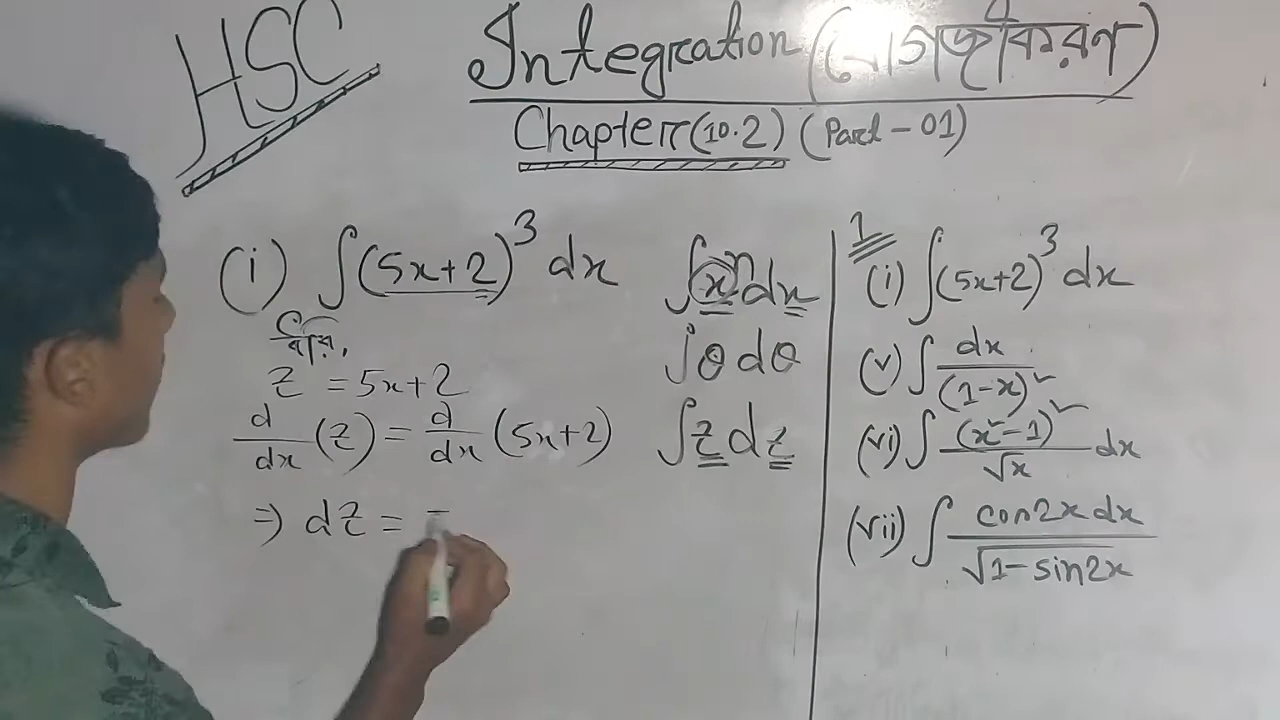 HSC
Integration (যোগজীকরণ)
Chapter (10.2) (Part - 01)
(i) ∫(5x+2)³ dx
ধরি,
z = 5x+2
d/dx (z) = d/dx (5x+2)
⇒ dz =
∫xⁿ dx
∫θ dθ
∫z dz
1
(i) ∫(5x+2)³ dx
(v) ∫ dx/(1-x)²
(vi) ∫ (x²-1)²/√x dx
(vii) ∫ cos2x dx/√1-sin2x